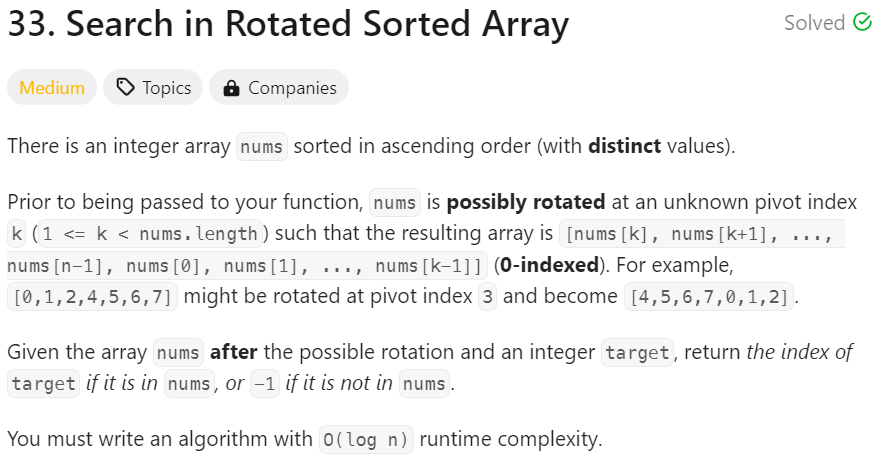 33. Search in Rotated Sorted Array
Solved
Medium
Topics
Companies
There is an integer array nums sorted in ascending order (with distinct values).
Prior to being passed to your function, nums is possibly rotated at an unknown pivot index
k (1 <= k < nums.length) such that the resulting array is [nums[k], nums[k+1], ...,
nums[n-1], nums[0], nums[1], ..., nums[k-1]] (0-indexed). For example,
[0,1,2,4,5,6,7] might be rotated at pivot index 3 and become [4,5,6,7,0,1,2].
Given the array nums after the possible rotation and an integer target, return the index of
target if it is in nums, or -1 if it is not in nums.
You must write an algorithm with O(log n) runtime complexity.